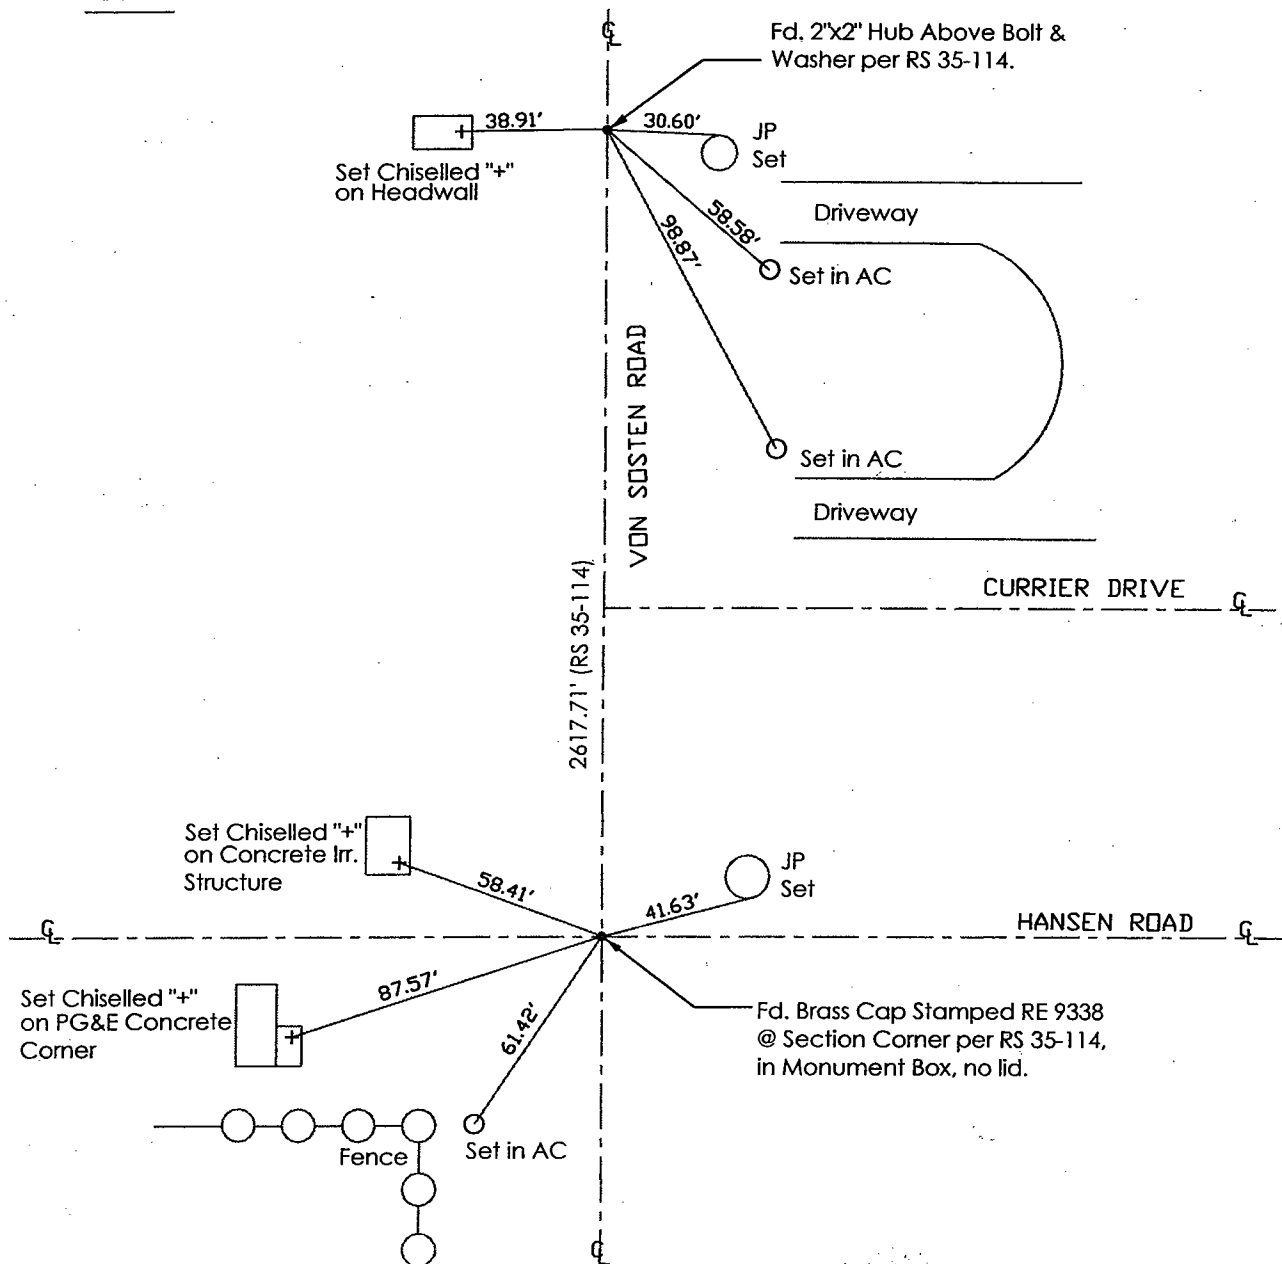 ℄
Fd. 2"x2" Hub Above Bolt &
Washer per RS 35-114.
38.91'
30.60'
JP
Set
Set Chiselled "+"
on Headwall
Driveway
58.58'
98.87'
Set in AC
VON SOSTEN ROAD
Set in AC
Driveway
CURRIER DRIVE
℄
2617.71' (RS 35-114)
Set Chiselled "+"
on Concrete Irr.
Structure
58.41'
JP
Set
41.63'
℄
HANSEN ROAD
℄
87.57'
Set Chiselled "+"
on PG&E Concrete
Corner
61.42'
Fd. Brass Cap Stamped RE 9338
@ Section Corner per RS 35-114,
in Monument Box, no lid.
Fence
Set in AC
℄